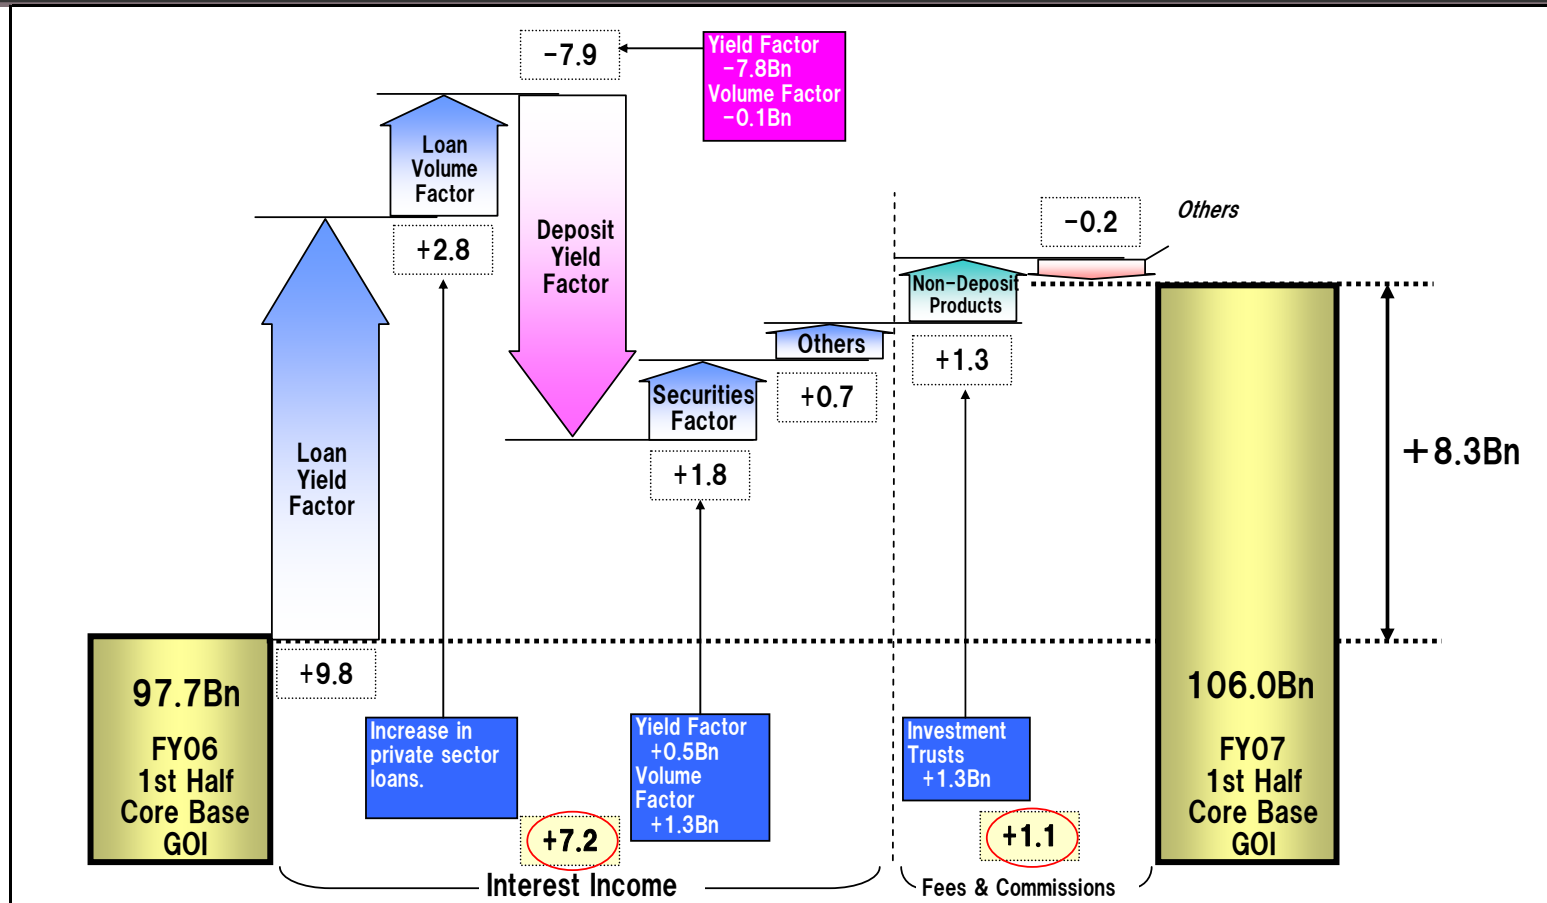 -7.9
Yield Factor
-7.8Bn
Volume Factor
-0.1Bn
Loan
Volume
Factor
+2.8
Deposit
Yield
Factor
-0.2
Others
Non-Deposit
Products
+1.3
Others
+0.7
Securities
Factor
+1.8
Loan
Yield
Factor
+9.8
+8.3Bn
97.7Bn
FY06
1st Half
Core Base
GOI
Increase in
private sector
loans.
Yield Factor
+0.5Bn
Volume
Factor
+1.3Bn
Investment
Trusts
+1.3Bn
106.0Bn
FY07
1st Half
Core Base
GOI
+7.2
+1.1
Interest Income
Fees & Commissions